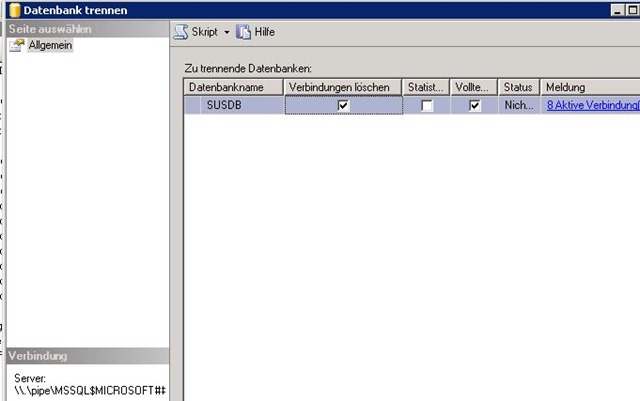 Datenbank trennen
Seite auswählen
Allgemein
Skript
Hilfe
Zu trennende Datenbanken:
Datenbankname Verbindungen löschen Statist... Vollte... Status Meldung
SUSDB Nich... 8 Aktive Verbindung(
Verbindung
Server:
\\.\pipe\MSSQL$MICROSOFT##